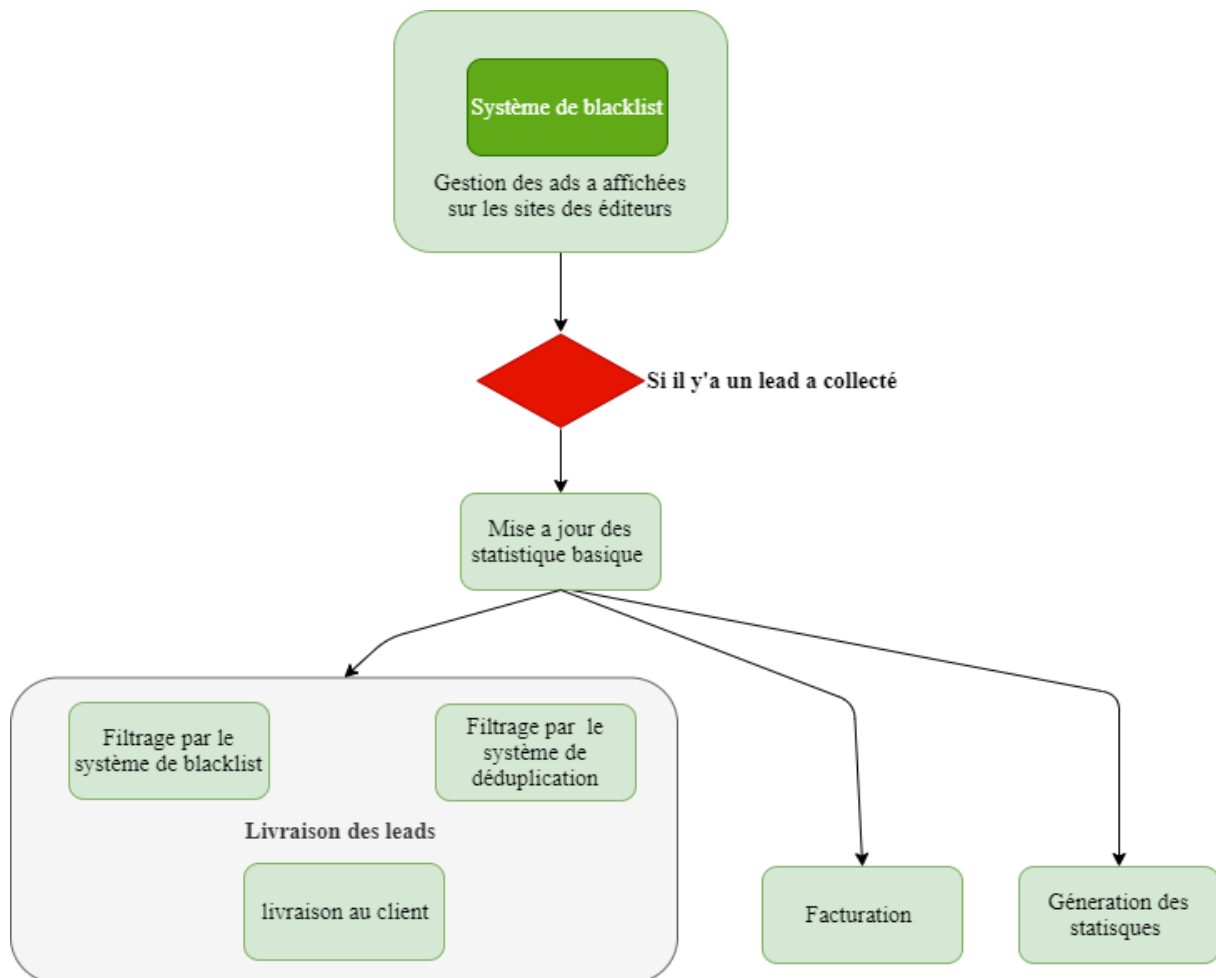 Système de blacklist
Gestion des ads a affichées
sur les sites des éditeurs
Si il y'a un lead a collecté
Mise a jour des
statistique basique
Filtrage par le
système de blacklist
Filtrage par le
système de
déduplication
Livraison des leads
livraison au client
Facturation
Géneration des
statisques